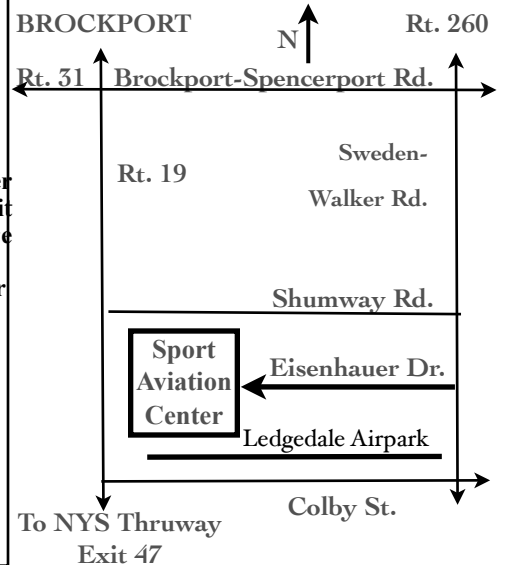 BROCKPORT
N
Rt. 260
Rt. 31
Brockport-Spencerport Rd.
Rt. 19
Sweden-
Walker Rd.
Shumway Rd.
Sport
Aviation
Center
Eisenhauer Dr.
Ledgedale Airpark
Colby St.
To NYS Thruway
Exit 47